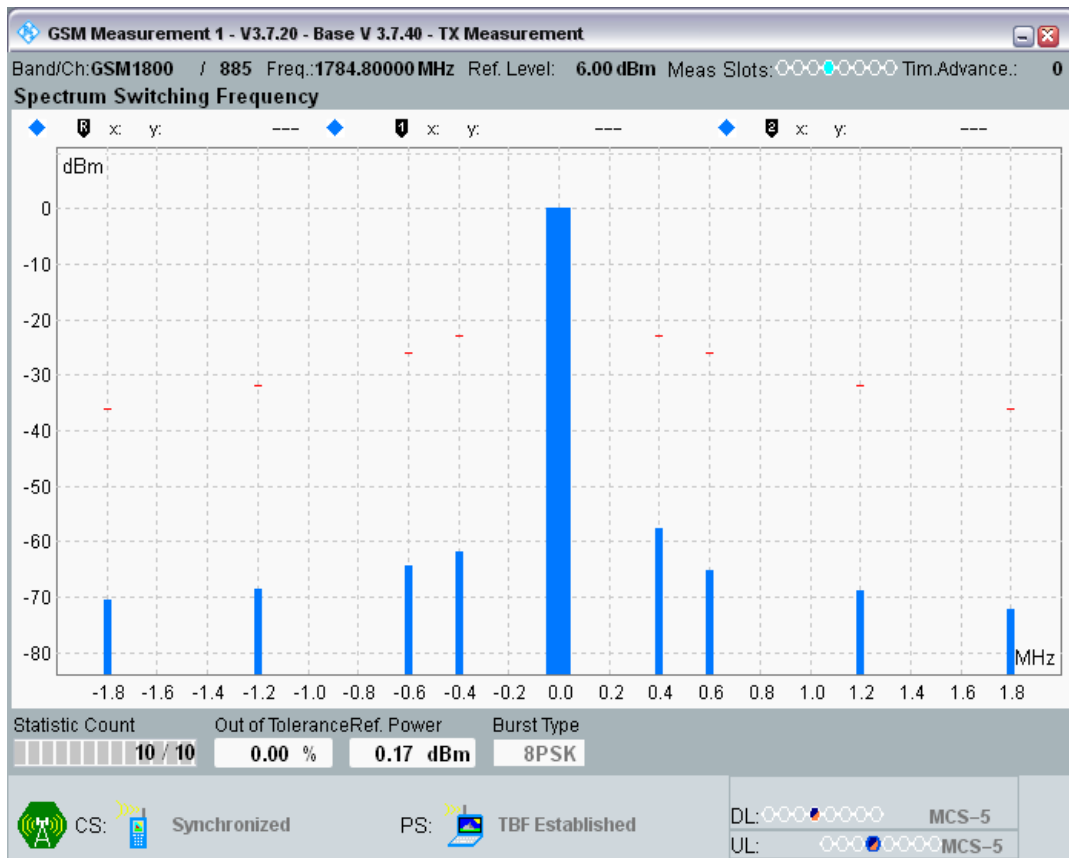 GSM Measurement 1 - V3.7.20 - Base V 3.7.40 - TX Measurement
Band/Ch:GSM1800 / 885 Freq.:1784.80000 MHz Ref. Level: 6.00 dBm Meas Slots: Tim.Advance.: 0
Spectrum Switching Frequency
R x: y: --- 1 x: y: --- 2 x: y: ---
dBm
0
-10
-20
-30
-40
-50
-60
-70
-80
MHz
-1.8 -1.6 -1.4 -1.2 -1.0 -0.8 -0.6 -0.4 -0.2 0.0 0.2 0.4 0.6 0.8 1.0 1.2 1.4 1.6 1.8
Statistic Count Out of Tolerance Ref. Power Burst Type
10 / 10 0.00 % 0.17 dBm 8PSK
CS: Synchronized PS: TBF Established
DL: MCS-5
UL: MCS-5